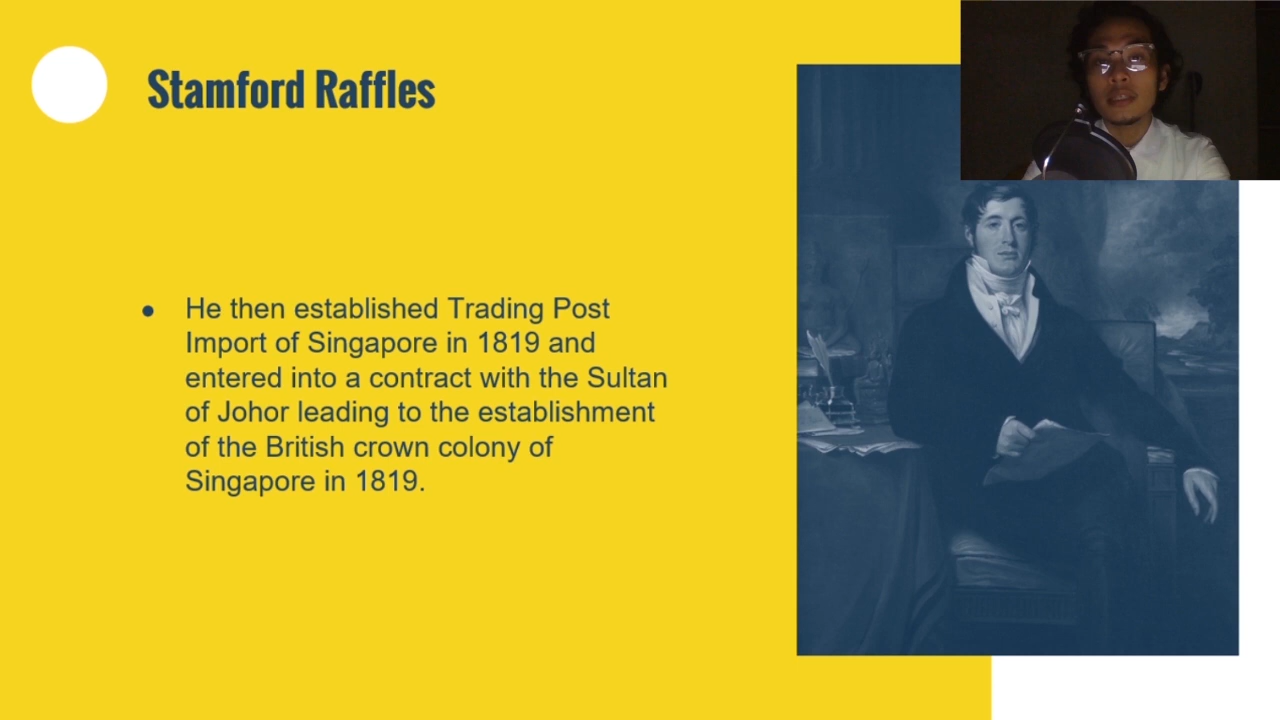 Stamford Raffles
● He then established Trading Post
Import of Singapore in 1819 and
entered into a contract with the Sultan
of Johor leading to the establishment
of the British crown colony of
Singapore in 1819.